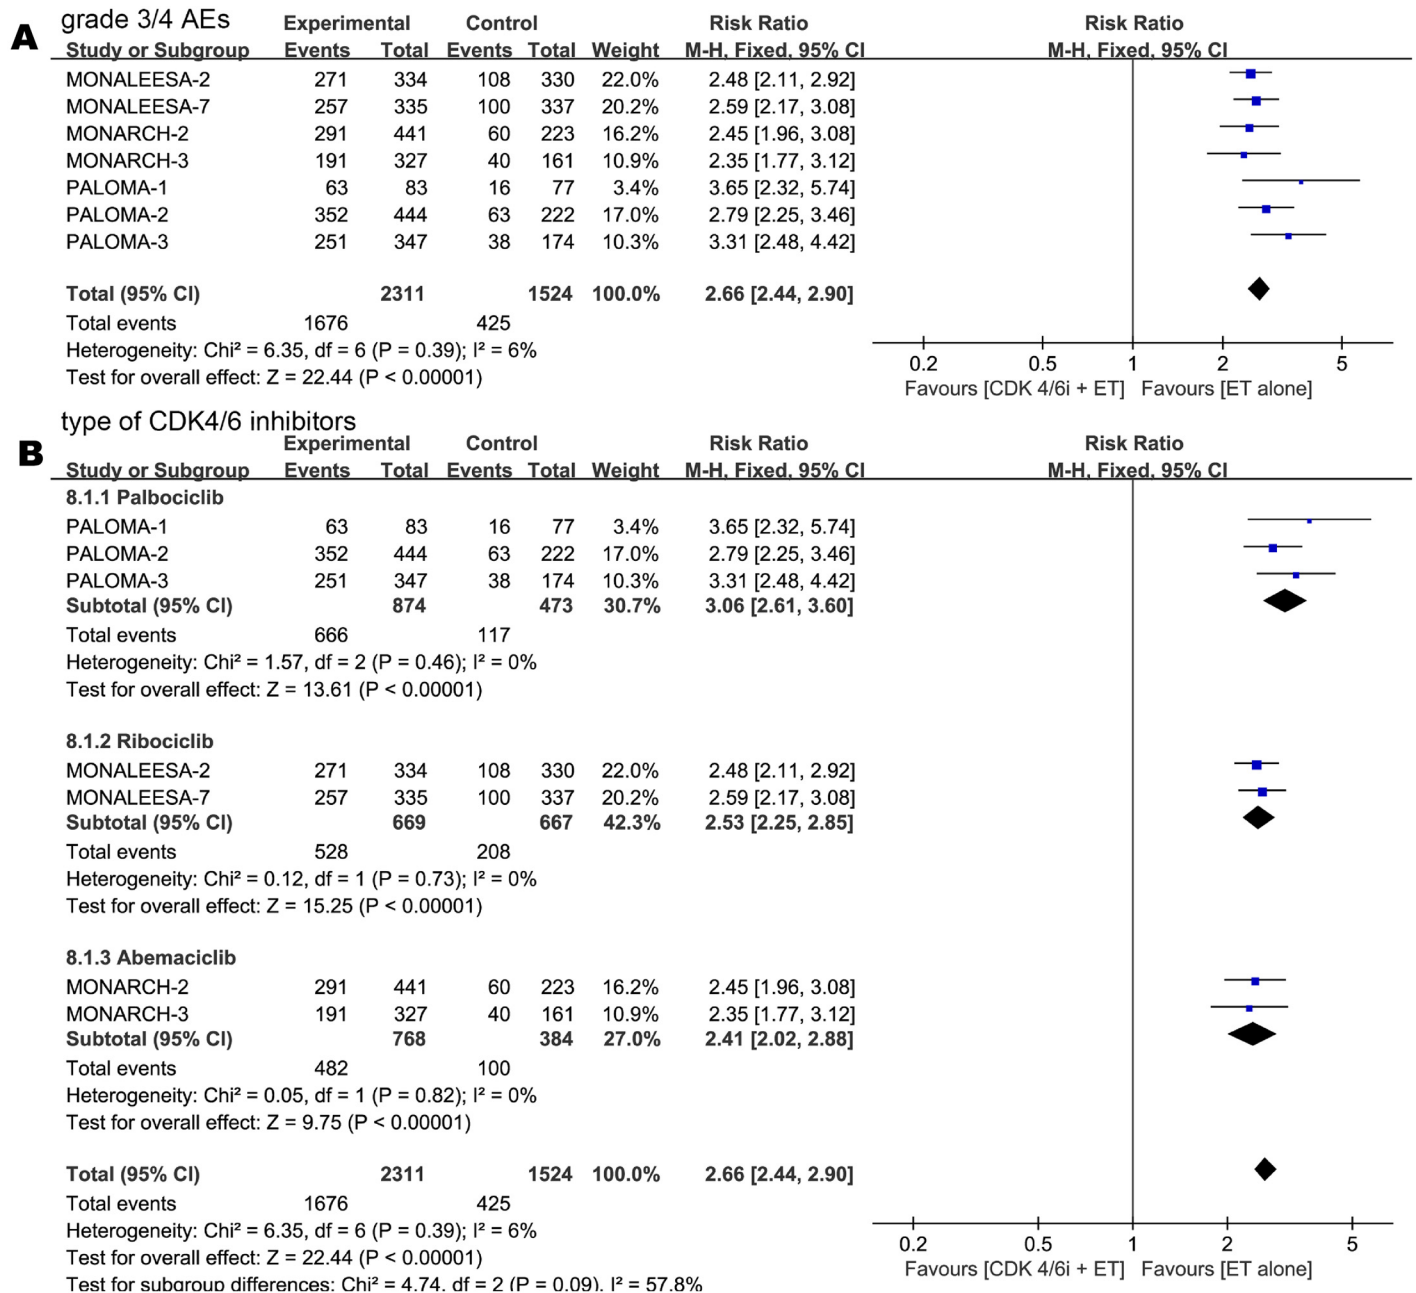 A grade 3/4 AEs
Experimental Control Risk Ratio Risk Ratio
Study or Subgroup Events Total Events Total Weight M-H, Fixed, 95% CI M-H, Fixed, 95% CI
MONALEESA-2 271 334 108 330 22.0% 2.48 [2.11, 2.92]
MONALEESA-7 257 335 100 337 20.2% 2.59 [2.17, 3.08]
MONARCH-2 291 441 60 223 16.2% 2.45 [1.96, 3.08]
MONARCH-3 191 327 40 161 10.9% 2.35 [1.77, 3.12]
PALOMA-1 63 83 16 77 3.4% 3.65 [2.32, 5.74]
PALOMA-2 352 444 63 222 17.0% 2.79 [2.25, 3.46]
PALOMA-3 251 347 38 174 10.3% 3.31 [2.48, 4.42]
Total (95% CI) 2311 1524 100.0% 2.66 [2.44, 2.90]
Total events 1676 425
Heterogeneity: Chi² = 6.35, df = 6 (P = 0.39); I² = 6%
Test for overall effect: Z = 22.44 (P < 0.00001)
0.2 0.5 1 2 5
Favours [CDK 4/6i + ET] Favours [ET alone]
B type of CDK4/6 inhibitors
Experimental Control Risk Ratio Risk Ratio
Study or Subgroup Events Total Events Total Weight M-H, Fixed, 95% CI M-H, Fixed, 95% CI
8.1.1 Palbociclib
PALOMA-1 63 83 16 77 3.4% 3.65 [2.32, 5.74]
PALOMA-2 352 444 63 222 17.0% 2.79 [2.25, 3.46]
PALOMA-3 251 347 38 174 10.3% 3.31 [2.48, 4.42]
Subtotal (95% CI) 874 473 30.7% 3.06 [2.61, 3.60]
Total events 666 117
Heterogeneity: Chi² = 1.57, df = 2 (P = 0.46); I² = 0%
Test for overall effect: Z = 13.61 (P < 0.00001)
8.1.2 Ribociclib
MONALEESA-2 271 334 108 330 22.0% 2.48 [2.11, 2.92]
MONALEESA-7 257 335 100 337 20.2% 2.59 [2.17, 3.08]
Subtotal (95% CI) 669 667 42.3% 2.53 [2.25, 2.85]
Total events 528 208
Heterogeneity: Chi² = 0.12, df = 1 (P = 0.73); I² = 0%
Test for overall effect: Z = 15.25 (P < 0.00001)
8.1.3 Abemaciclib
MONARCH-2 291 441 60 223 16.2% 2.45 [1.96, 3.08]
MONARCH-3 191 327 40 161 10.9% 2.35 [1.77, 3.12]
Subtotal (95% CI) 768 384 27.0% 2.41 [2.02, 2.88]
Total events 482 100
Heterogeneity: Chi² = 0.05, df = 1 (P = 0.82); I² = 0%
Test for overall effect: Z = 9.75 (P < 0.00001)
Total (95% CI) 2311 1524 100.0% 2.66 [2.44, 2.90]
Total events 1676 425
Heterogeneity: Chi² = 6.35, df = 6 (P = 0.39); I² = 6%
Test for overall effect: Z = 22.44 (P < 0.00001)
Test for subgroup differences: Chi² = 4.74, df = 2 (P = 0.09), I² = 57.8%
0.2 0.5 1 2 5
Favours [CDK 4/6i + ET] Favours [ET alone]